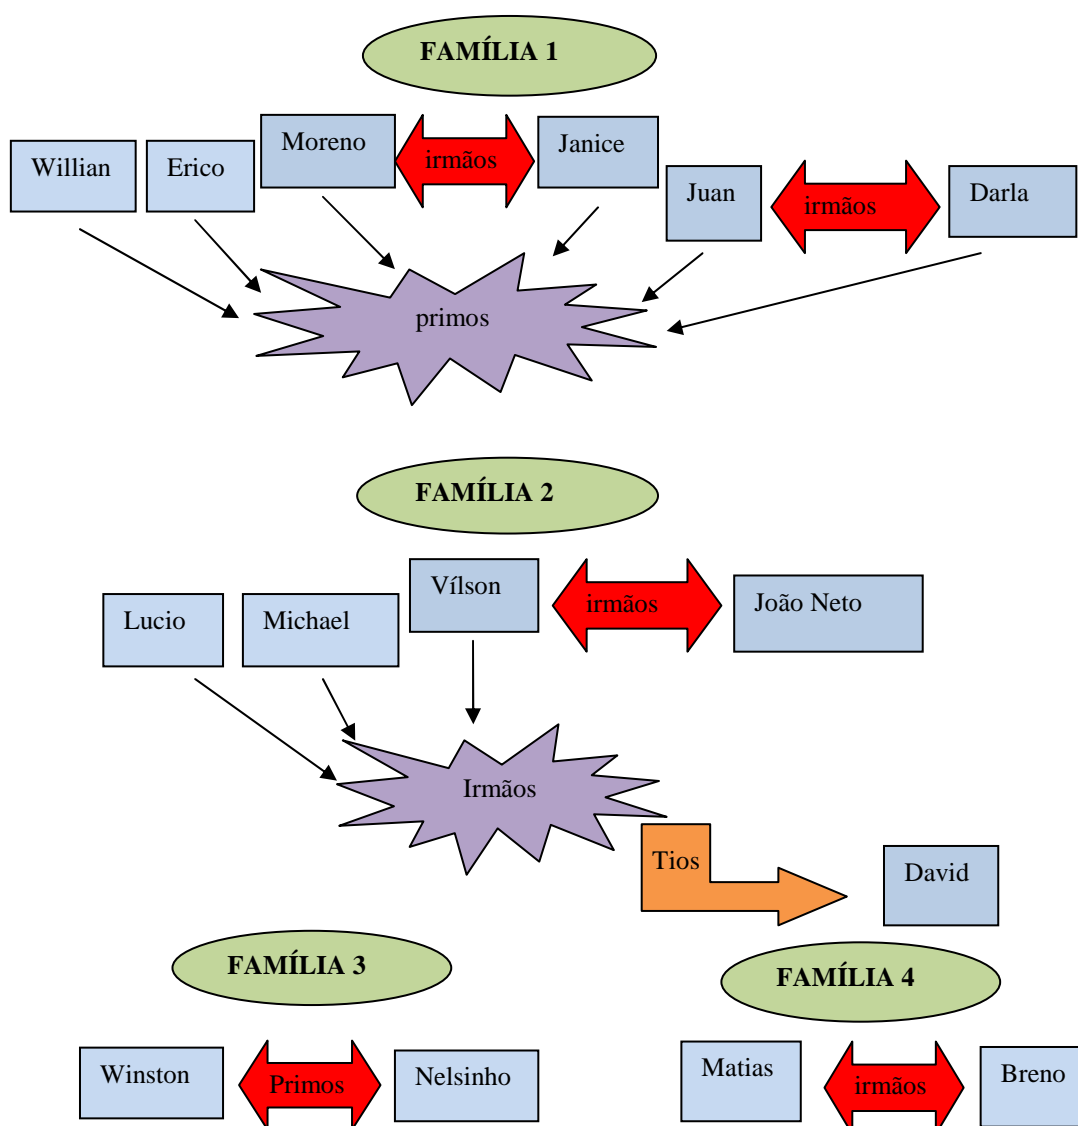 FAMÍLIA 1
Willian
Erico
Moreno
irmãos
Janice
Juan
irmãos
Darla
primos
FAMÍLIA 2
Lucio
Michael
Vílson
irmãos
João Neto
Irmãos
Tios
David
FAMÍLIA 3
FAMÍLIA 4
Winston
Primos
Nelsinho
Matias
irmãos
Breno